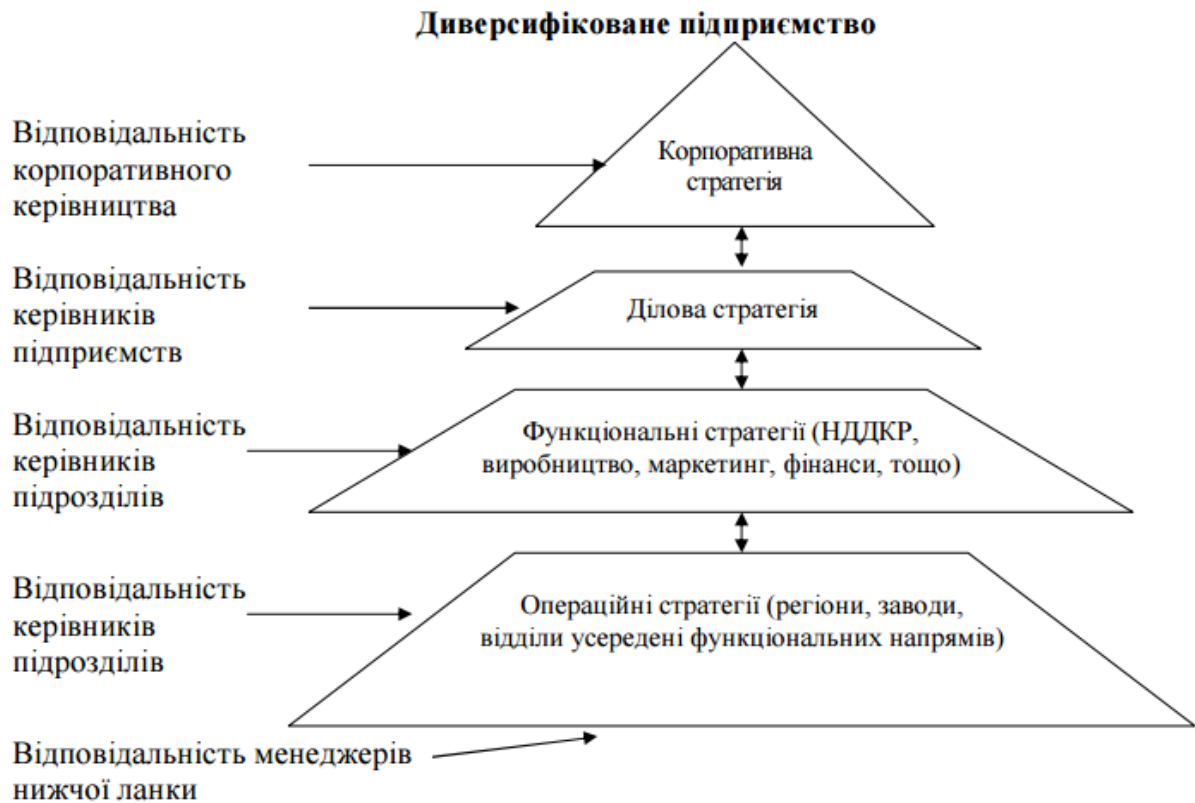 Диверсифіковане підприємство
Відповідальність
корпоративного
керівництва
Корпоративна
стратегія
Відповідальність
керівників
підприємств
Ділова стратегія
Відповідальність
керівників
підрозділів
Функціональні стратегії (НДДКР,
виробництво, маркетинг, фінанси, тощо)
Відповідальність
керівників
підрозділів
Операційні стратегії (регіони, заводи,
відділи усередені функціональних напрямів)
Відповідальність менеджерів
нижчої ланки